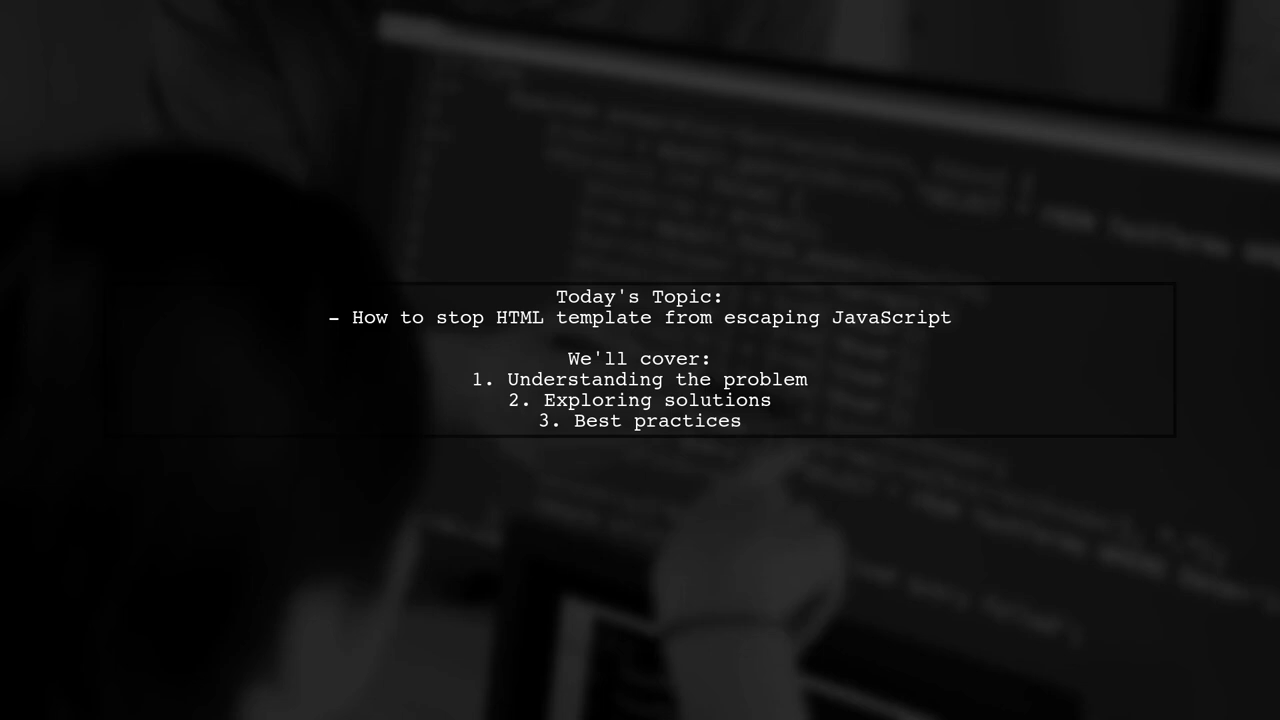 Today's Topic:
- How to stop HTML template from escaping JavaScript
We'll cover:
1. Understanding the problem
2. Exploring solutions
3. Best practices